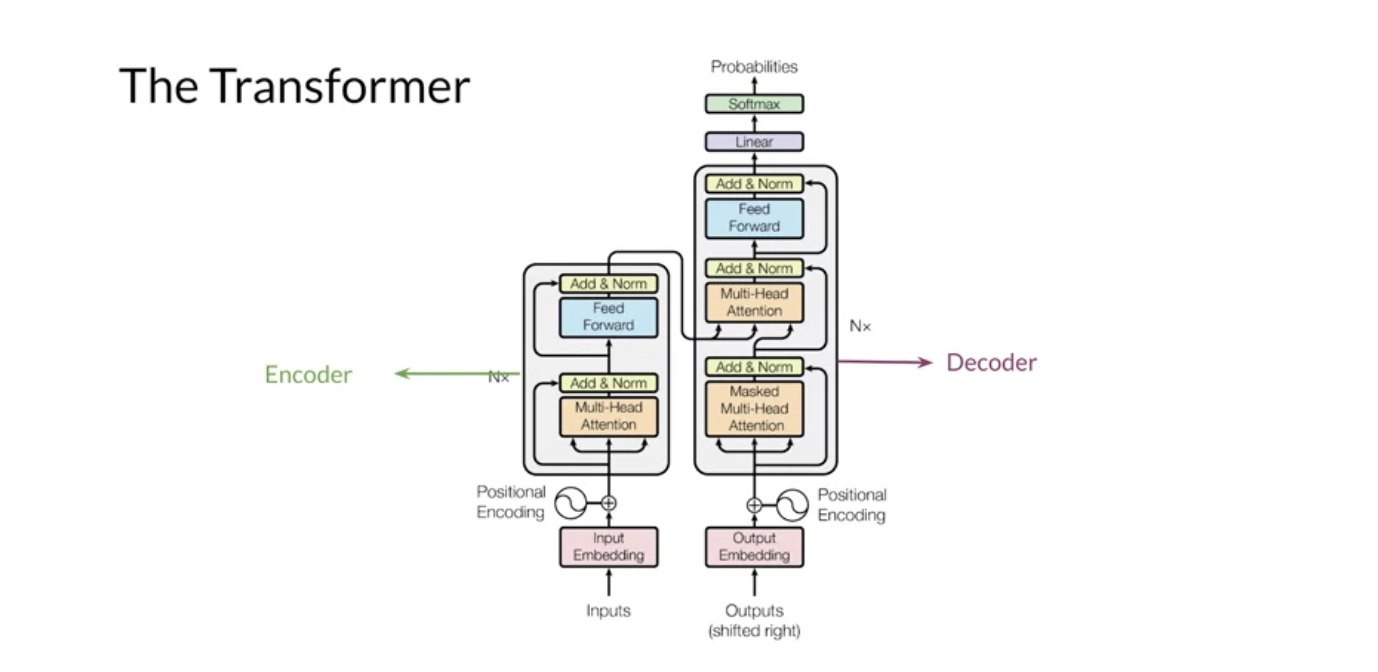 The Transformer
Probabilities
Softmax
Linear
Add & Norm
Feed
Forward
Add & Norm
Multi-Head
Attention
Add & Norm
Masked
Multi-Head
Attention
Nx
Decoder
Add & Norm
Feed
Forward
Add & Norm
Multi-Head
Attention
Nx
Encoder
Positional
Encoding
Positional
Encoding
Input
Embedding
Output
Embedding
Inputs
Outputs
(shifted right)